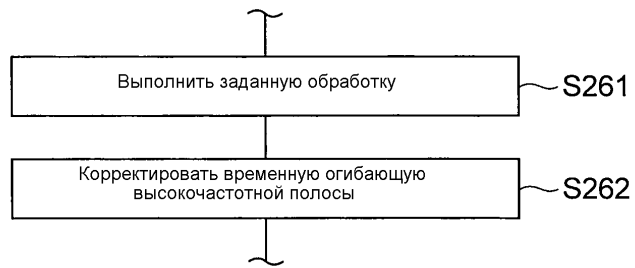 Выполнить заданную обработку
S261
Корректировать временную огибающую
высокочастотной полосы
S262